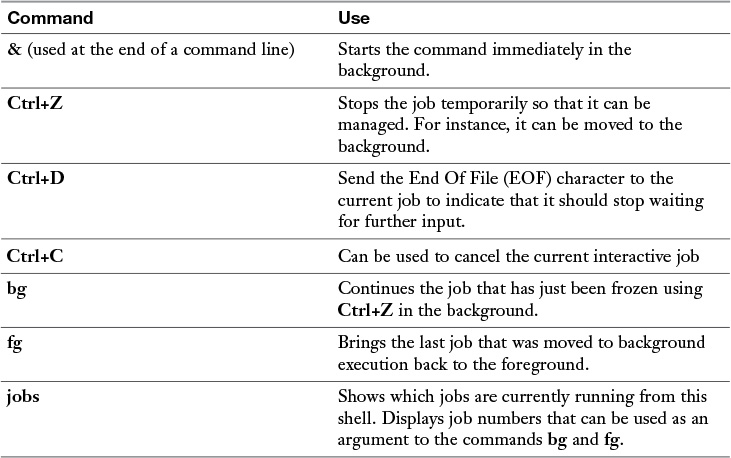 Command Use
& (used at the end of a command line) Starts the command immediately in the
background.
Ctrl+Z Stops the job temporarily so that it can be
managed. For instance, it can be moved to the
background.
Ctrl+D Send the End Of File (EOF) character to the
current job to indicate that it should stop waiting
for further input.
Ctrl+C Can be used to cancel the current interactive job
bg Continues the job that has just been frozen using
Ctrl+Z in the background.
fg Brings the last job that was moved to background
execution back to the foreground.
jobs Shows which jobs are currently running from this
shell. Displays job numbers that can be used as an
argument to the commands bg and fg.